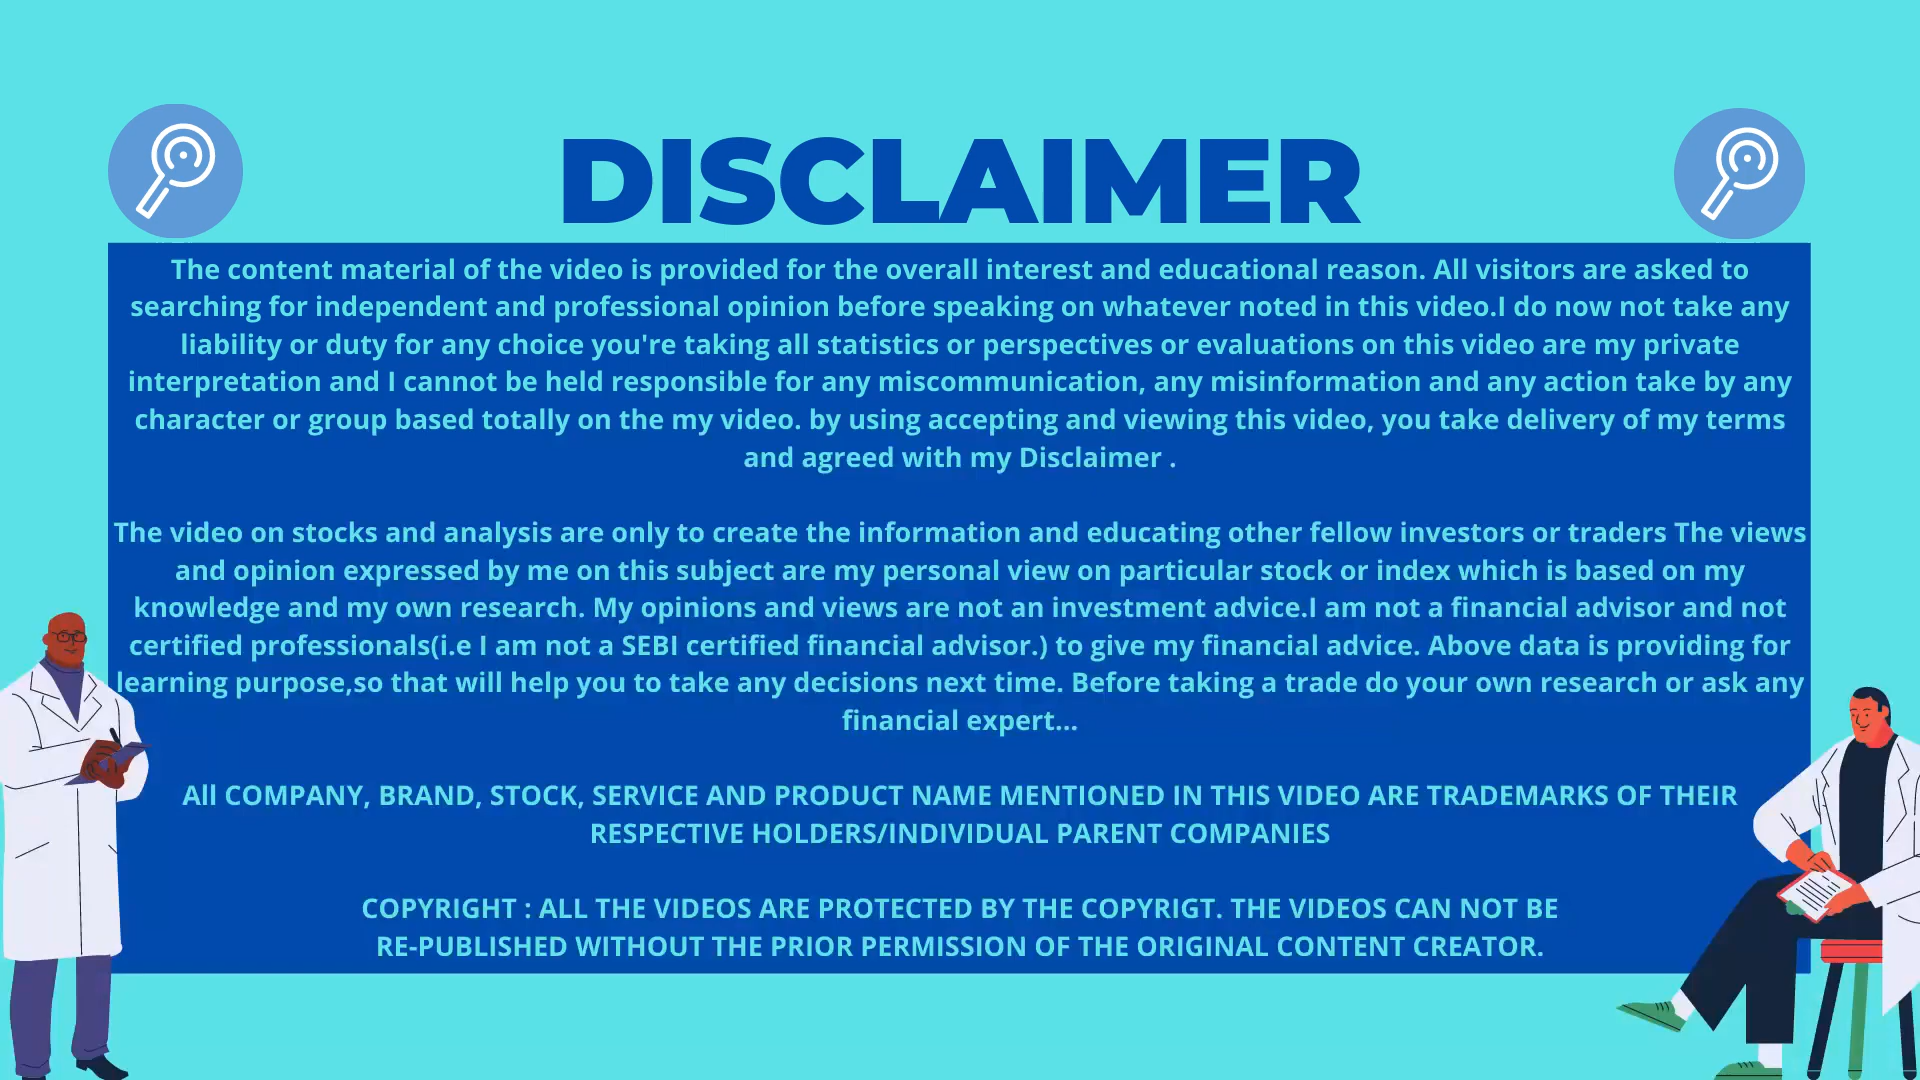 DISCLAIMER
The content material of the video is provided for the overall interest and educational reason. All visitors are asked to
searching for independent and professional opinion before speaking on whatever noted in this video.I do now not take any
liability or duty for any choice you're taking all statistics or perspectives or evaluations on this video are my private
interpretation and I cannot be held responsible for any miscommunication, any misinformation and any action take by any
character or group based totally on the my video. by using accepting and viewing this video, you take delivery of my terms
and agreed with my Disclaimer .
The video on stocks and analysis are only to create the information and educating other fellow investors or traders The views
and opinion expressed by me on this subject are my personal view on particular stock or index which is based on my
knowledge and my own research. My opinions and views are not an investment advice.I am not a financial advisor and not
certified professionals(i.e I am not a SEBI certified financial advisor.) to give my financial advice. Above data is providing for
learning purpose,so that will help you to take any decisions next time. Before taking a trade do your own research or ask any
financial expert...
All COMPANY, BRAND, STOCK, SERVICE AND PRODUCT NAME MENTIONED IN THIS VIDEO ARE TRADEMARKS OF THEIR
RESPECTIVE HOLDERS/INDIVIDUAL PARENT COMPANIES
COPYRIGHT : ALL THE VIDEOS ARE PROTECTED BY THE COPYRIGT. THE VIDEOS CAN NOT BE
RE-PUBLISHED WITHOUT THE PRIOR PERMISSION OF THE ORIGINAL CONTENT CREATOR.